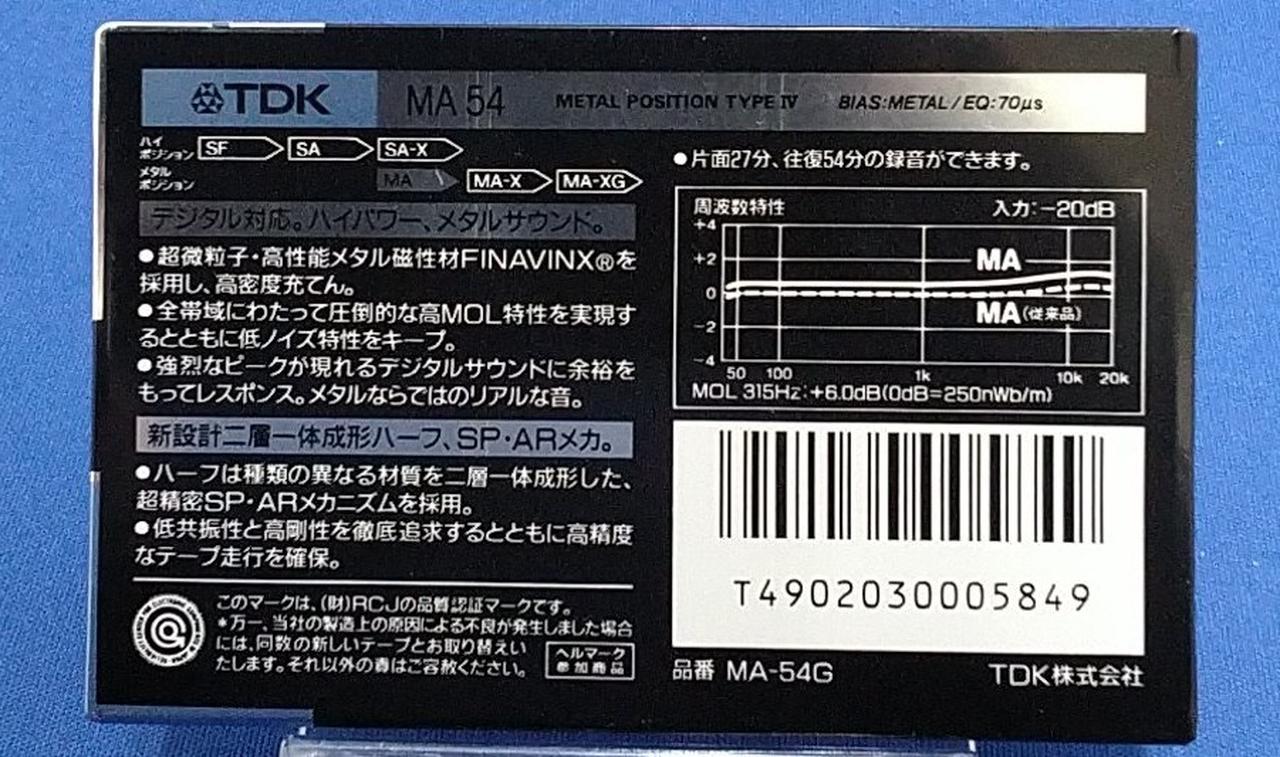 TDK MA 54 METAL POSITION TYPE IV BIAS:METAL/EQ:70μs
ハイポジション SF SA SA-X
メタルポジション MA MA-X MA-XG
デジタル対応。ハイパワー、メタルサウンド。
●超微粒子・高性能メタル磁性材FINAVINX®を
採用し、高密度充てん。
●全帯域にわたって圧倒的な高MOL特性を実現す
るとともに低ノイズ特性をキープ。
●強烈なピークが現れるデジタルサウンドに余裕を
もってレスポンス。メタルならではのリアルな音。
新設計二層一体成形ハーフ、SP・ARメカ。
●ハーフは種類の異なる材質を二層一体成形した、
超精密SP・ARメカニズムを採用。
●低共振性と高剛性を徹底追求するとともに高精度
なテープ走行を確保。
このマークは、(財)RCJの品質認証マークです。
*万一、当社の製造上の原因による不良が発生しました場合
には、同数の新しいテープとお取り替えい
たします。それ以外の責はご容赦ください。
ベルマーク
参加商品
●片面27分、往復54分の録音ができます。
周波数特性 入力:-20dB
+4
+2
0
-2
-4
MA
MA(従来品)
50 100 1k 10k 20k
MOL 315Hz:+6.0dB(0dB=250nWb/m)
T4902030005849
品番 MA-54G TDK株式会社